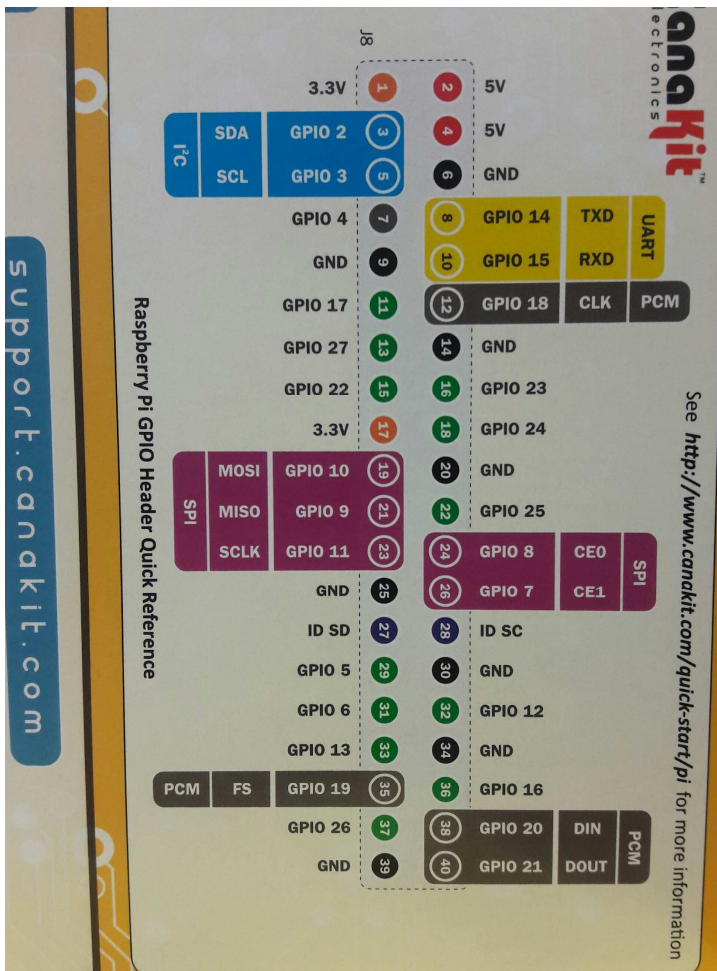 CanaKit™
electronics
J8
3.3V 1 2 5V
I²C SDA GPIO 2 3 4 5V
SCL GPIO 3 5 6 GND
GPIO 4 7 8 GPIO 14 TXD UART
GND 9 10 GPIO 15 RXD
GPIO 17 11 12 GPIO 18 CLK PCM
GPIO 27 13 14 GND
GPIO 22 15 16 GPIO 23
3.3V 17 18 GPIO 24
SPI MOSI GPIO 10 19 20 GND
MISO GPIO 9 21 22 GPIO 25
SCLK GPIO 11 23 24 GPIO 8 CE0 SPI
GND 25 26 GPIO 7 CE1
ID SD 27 28 ID SC
GPIO 5 29 30 GND
GPIO 6 31 32 GPIO 12
GPIO 13 33 34 GND
PCM FS GPIO 19 35 36 GPIO 16
GPIO 26 37 38 GPIO 20 DIN PCM
GND 39 40 GPIO 21 DOUT
Raspberry Pi GPIO Header Quick Reference
See http://www.canakit.com/quick-start/pi for more information
support.canakit.com